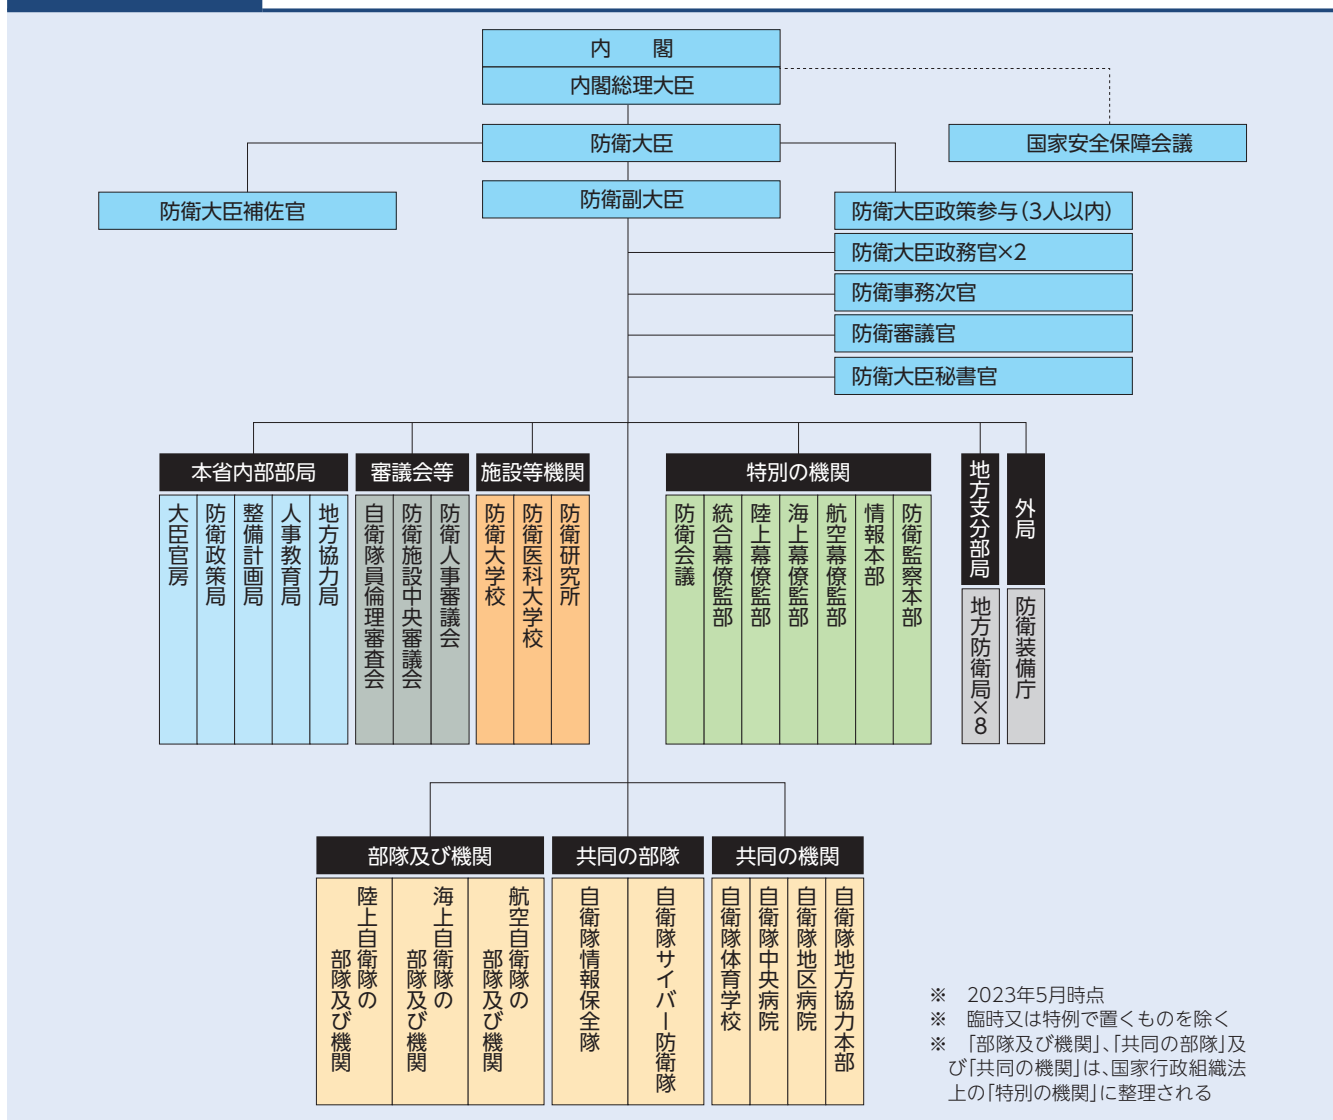 内　閣
内閣総理大臣
防衛大臣
国家安全保障会議
防衛大臣補佐官
防衛副大臣
防衛大臣政策参与(3人以内)
防衛大臣政務官×2
防衛事務次官
防衛審議官
防衛大臣秘書官
本省内部部局
大臣官房
防衛政策局
整備計画局
人事教育局
地方協力局
審議会等
自衛隊員倫理審査会
防衛施設中央審議会
防衛人事審議会
施設等機関
防衛大学校
防衛医科大学校
防衛研究所
特別の機関
防衛会議
統合幕僚監部
陸上幕僚監部
海上幕僚監部
航空幕僚監部
情報本部
防衛監察本部
地方支分部局
地方防衛局×8
外局
防衛装備庁
部隊及び機関
陸上自衛隊の
部隊及び機関
海上自衛隊の
部隊及び機関
航空自衛隊の
部隊及び機関
共同の部隊
自衛隊情報保全隊
自衛隊サイバー防衛隊
共同の機関
自衛隊体育学校
自衛隊中央病院
自衛隊地区病院
自衛隊地方協力本部
※　2023年5月時点
※　臨時又は特例で置くものを除く
※　「部隊及び機関」、「共同の部隊」及
び「共同の機関」は、国家行政組織法
上の「特別の機関」に整理される